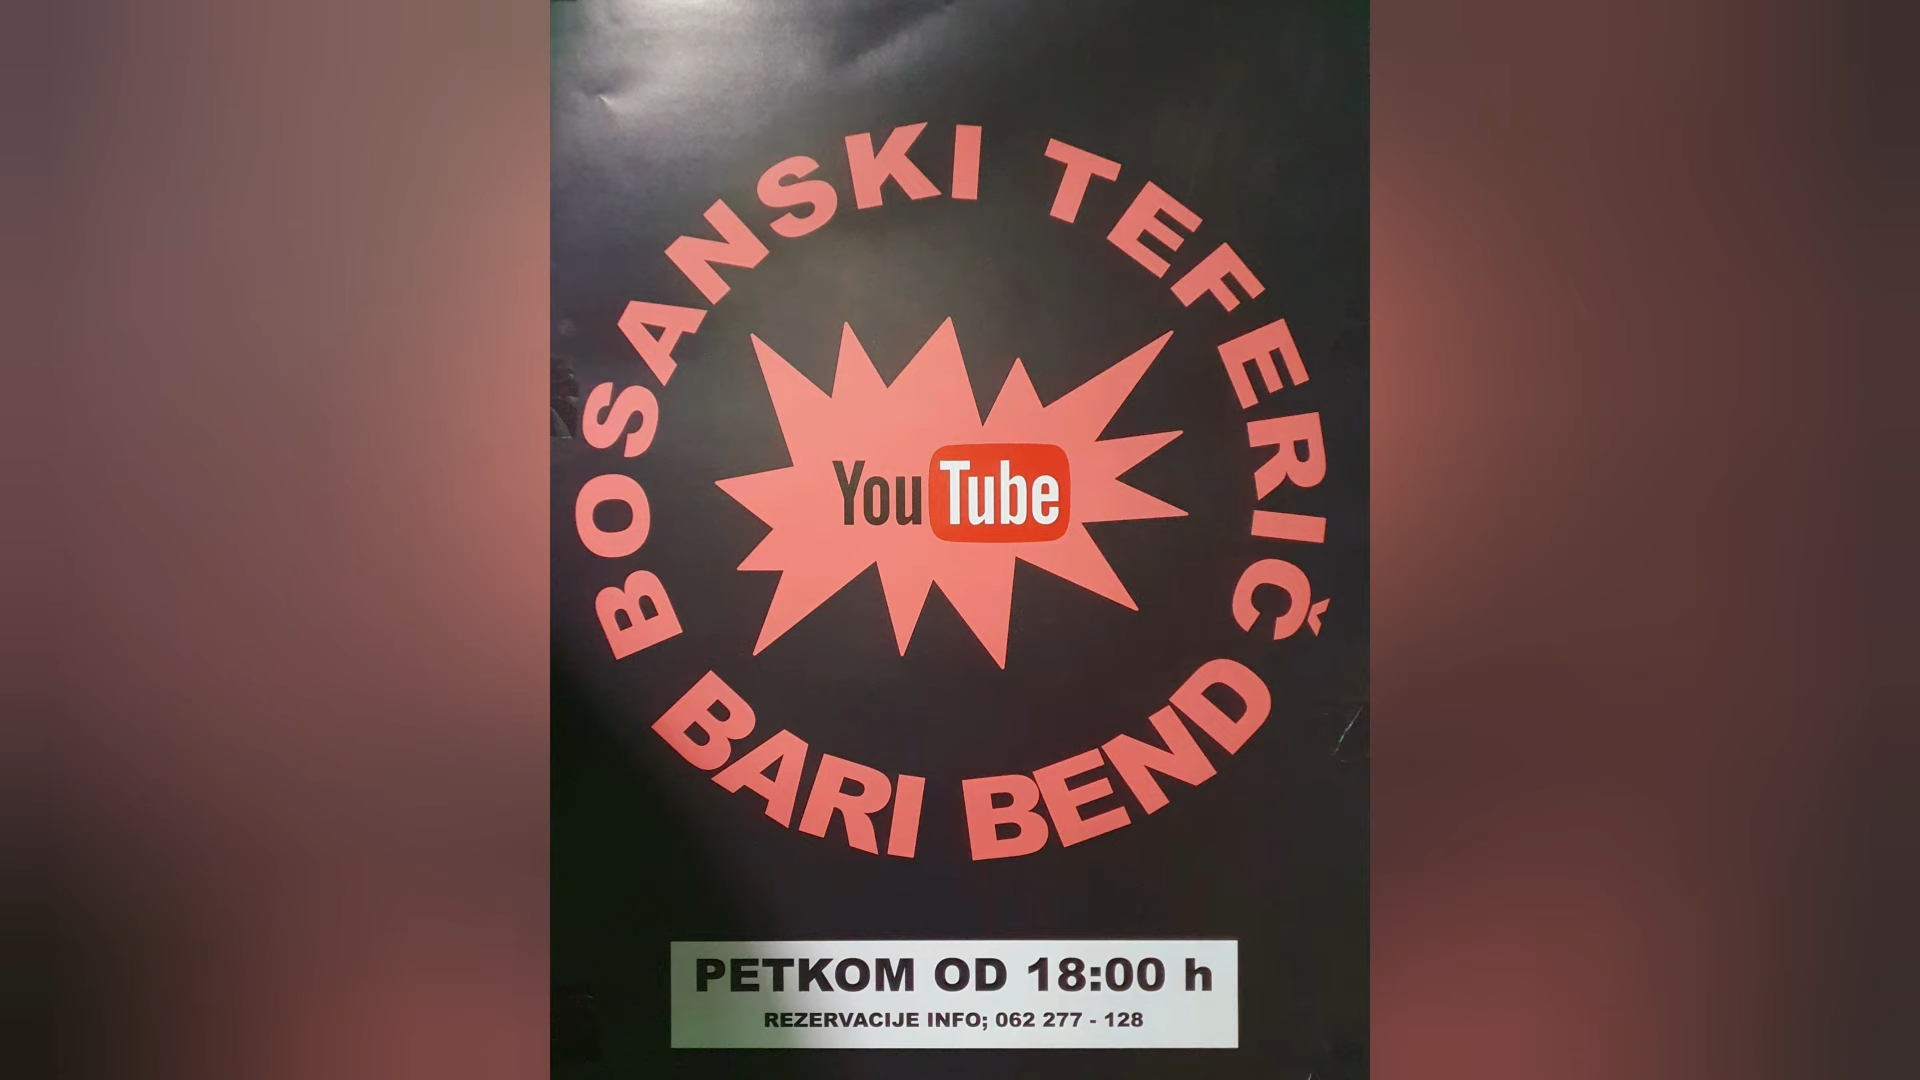 BOSANSKI TEFERIČ
YouTube
BARI BEND
PETKOM OD 18:00 h
REZERVACIJE INFO; 062 277 - 128